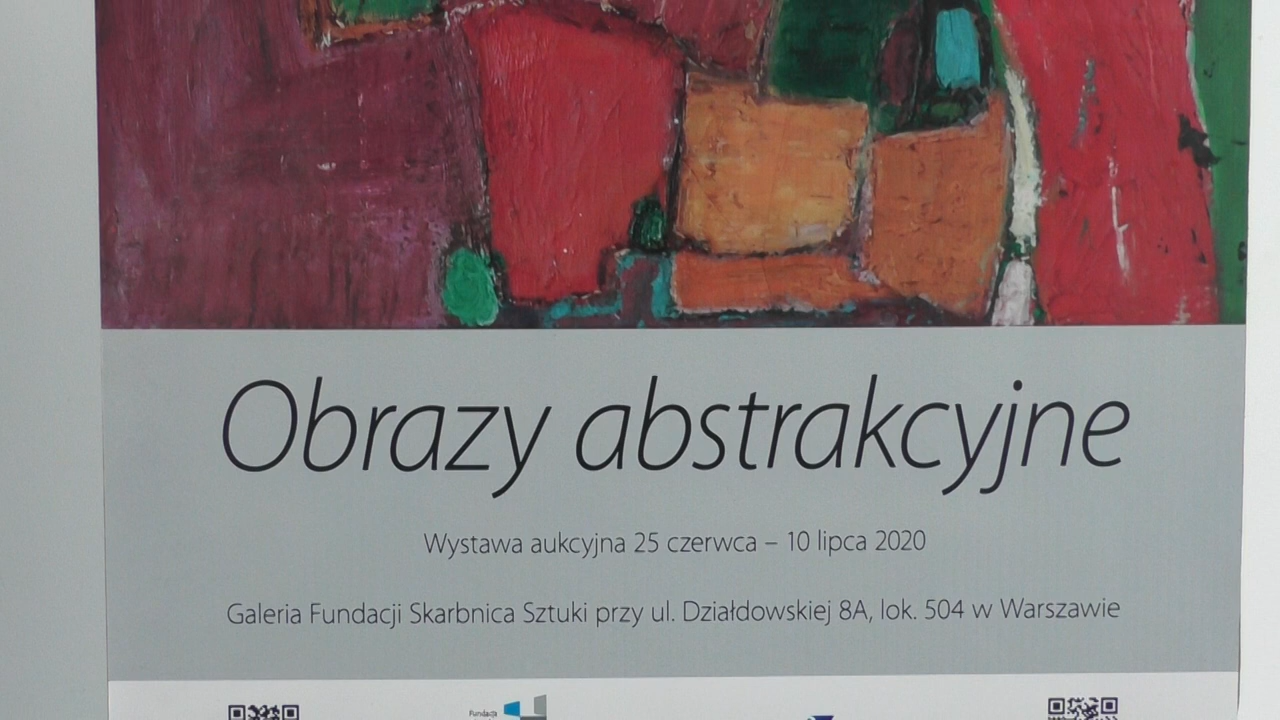 Obrazy abstrakcyjne
Wystawa aukcyjna 25 czerwca – 10 lipca 2020
Galeria Fundacji Skarbnica Sztuki przy ul. Działdowskiej 8A, lok. 504 w Warszawie
Fundacja